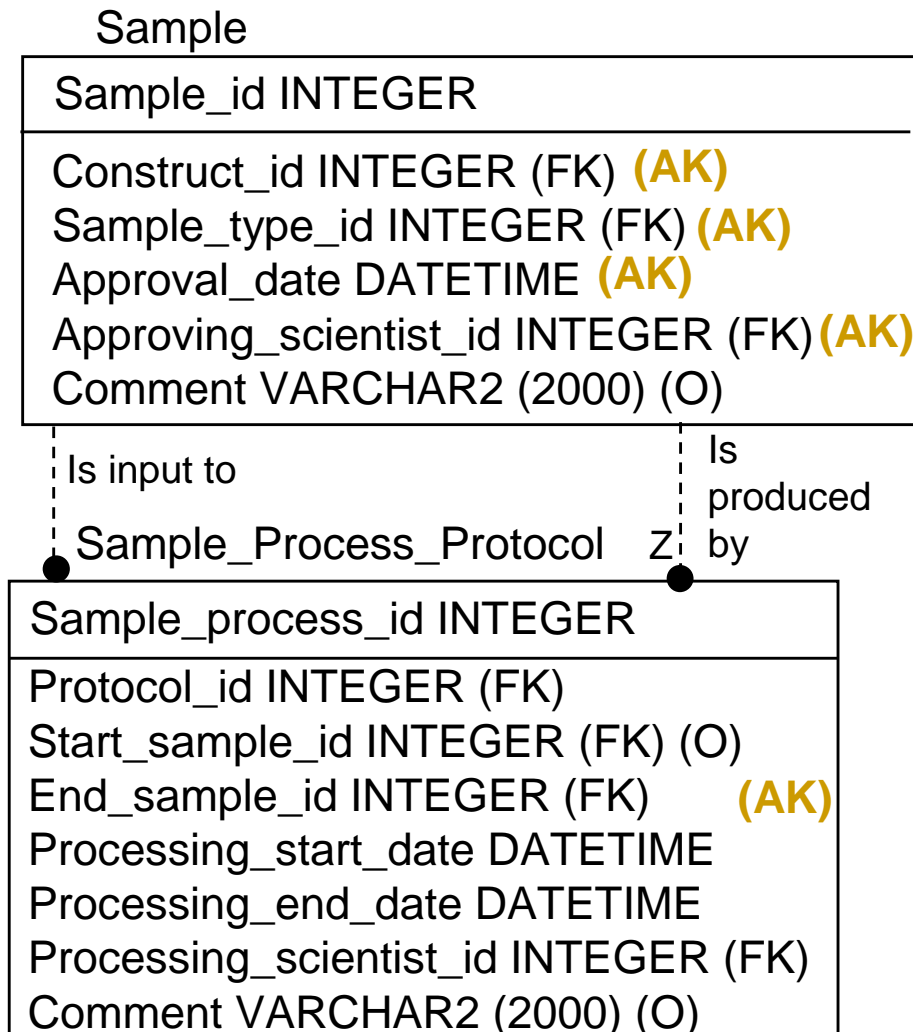 Sample
Sample_id INTEGER
Construct_id INTEGER (FK) (AK)
Sample_type_id INTEGER (FK) (AK)
Approval_date DATETIME (AK)
Approving_scientist_id INTEGER (FK) (AK)
Comment VARCHAR2 (2000) (O)
Is input to
Is
produced
by
Z
Sample_Process_Protocol
Sample_process_id INTEGER
Protocol_id INTEGER (FK)
Start_sample_id INTEGER (FK) (O)
End_sample_id INTEGER (FK) (AK)
Processing_start_date DATETIME
Processing_end_date DATETIME
Processing_scientist_id INTEGER (FK)
Comment VARCHAR2 (2000) (O)